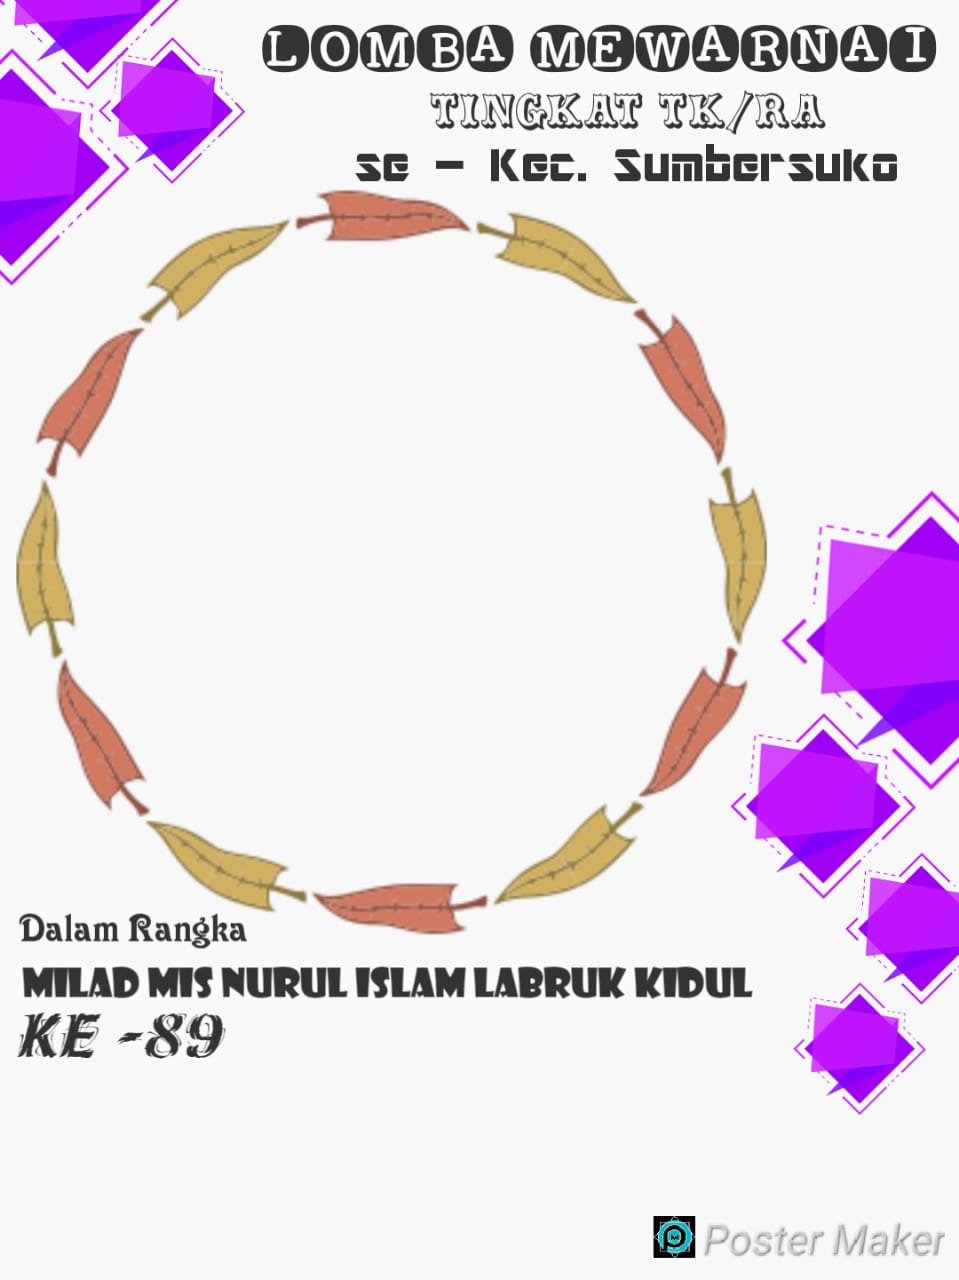 LOMBA MEWARNAI
TINGKAT TK/RA
se - Kec. Sumbersuko
Dalam Rangka
MILAD MIS NURUL ISLAM LABRUK KIDUL
KE -89
Poster Maker